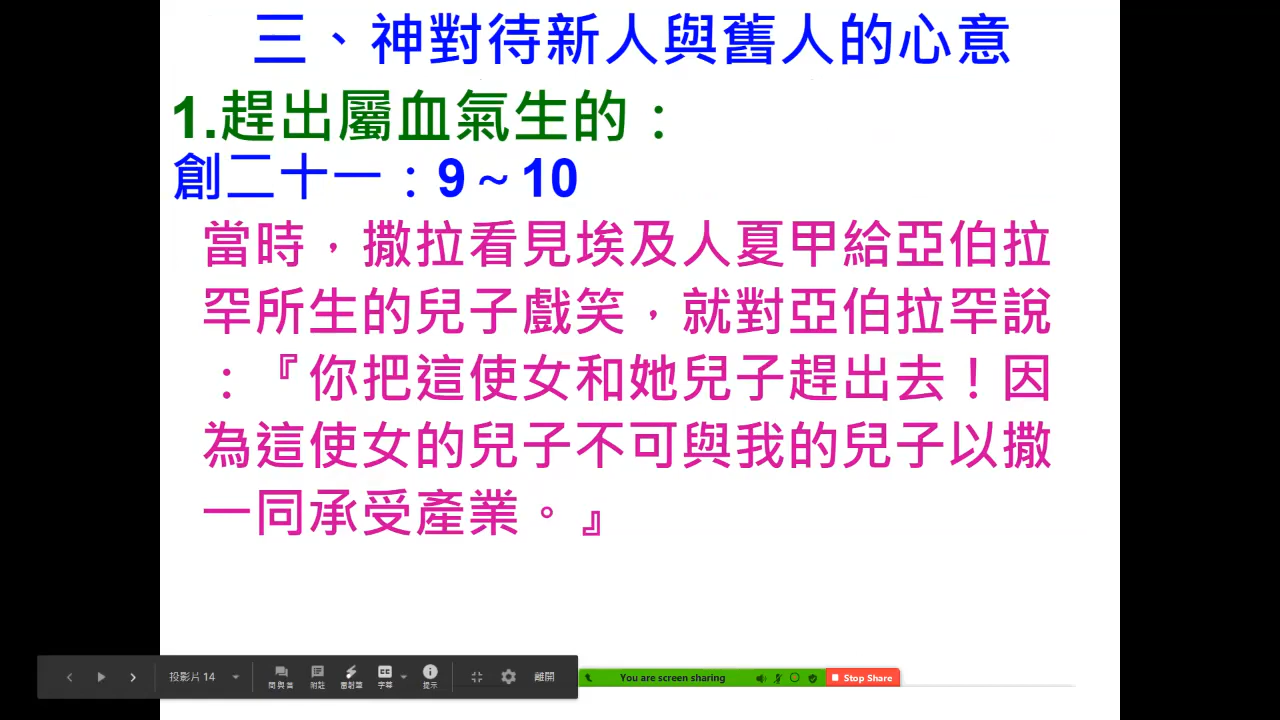 三、神對待新人與舊人的心意
1.趕出屬血氣生的：
創二十一：9～10
當時，撒拉看見埃及人夏甲給亞伯拉
罕所生的兒子戲笑，就對亞伯拉罕說
：『你把這使女和她兒子趕出去！因
為這使女的兒子不可與我的兒子以撒
一同承受產業。』
投影片 14 問與答 附註 雷射筆 字幕 提示 離開 You are screen sharing Stop Share